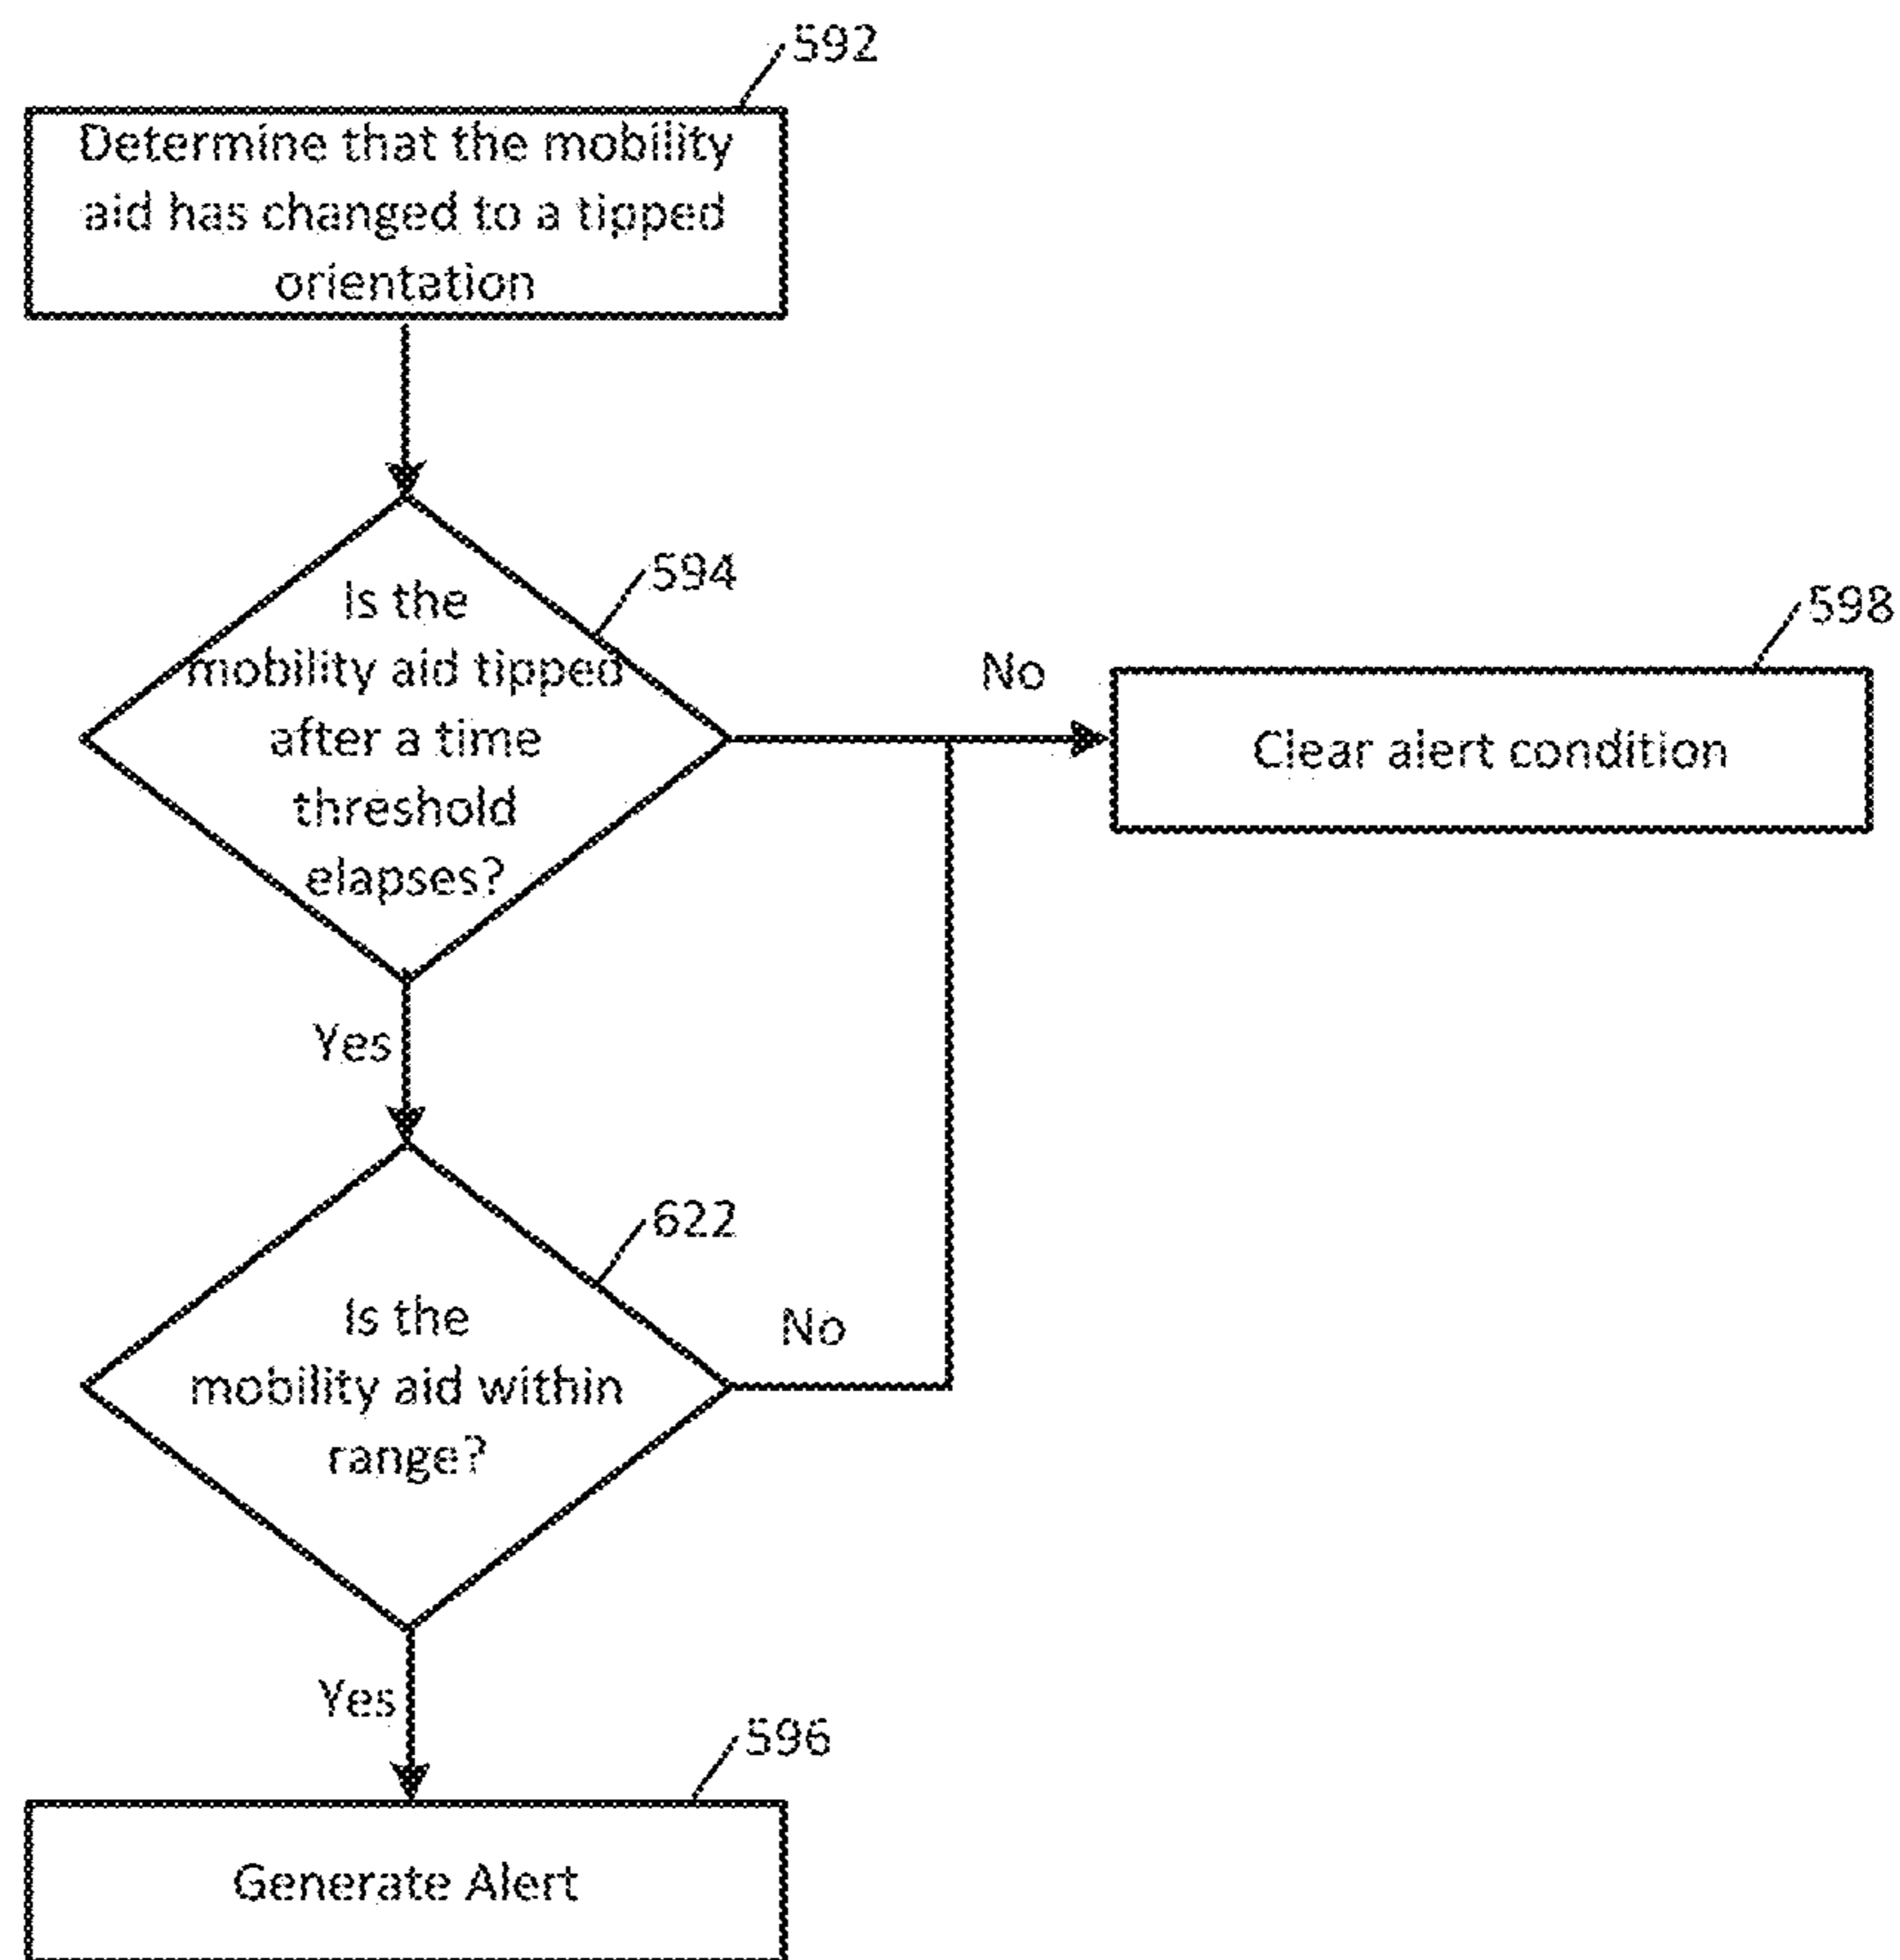 592
Determine that the mobility
aid has changed to a tipped
orientation
594
Is the
mobility aid tipped
after a time
threshold
elapses?
No
598
Clear alert condition
Yes
622
Is the
mobility aid within
range?
No
Yes
596
Generate Alert